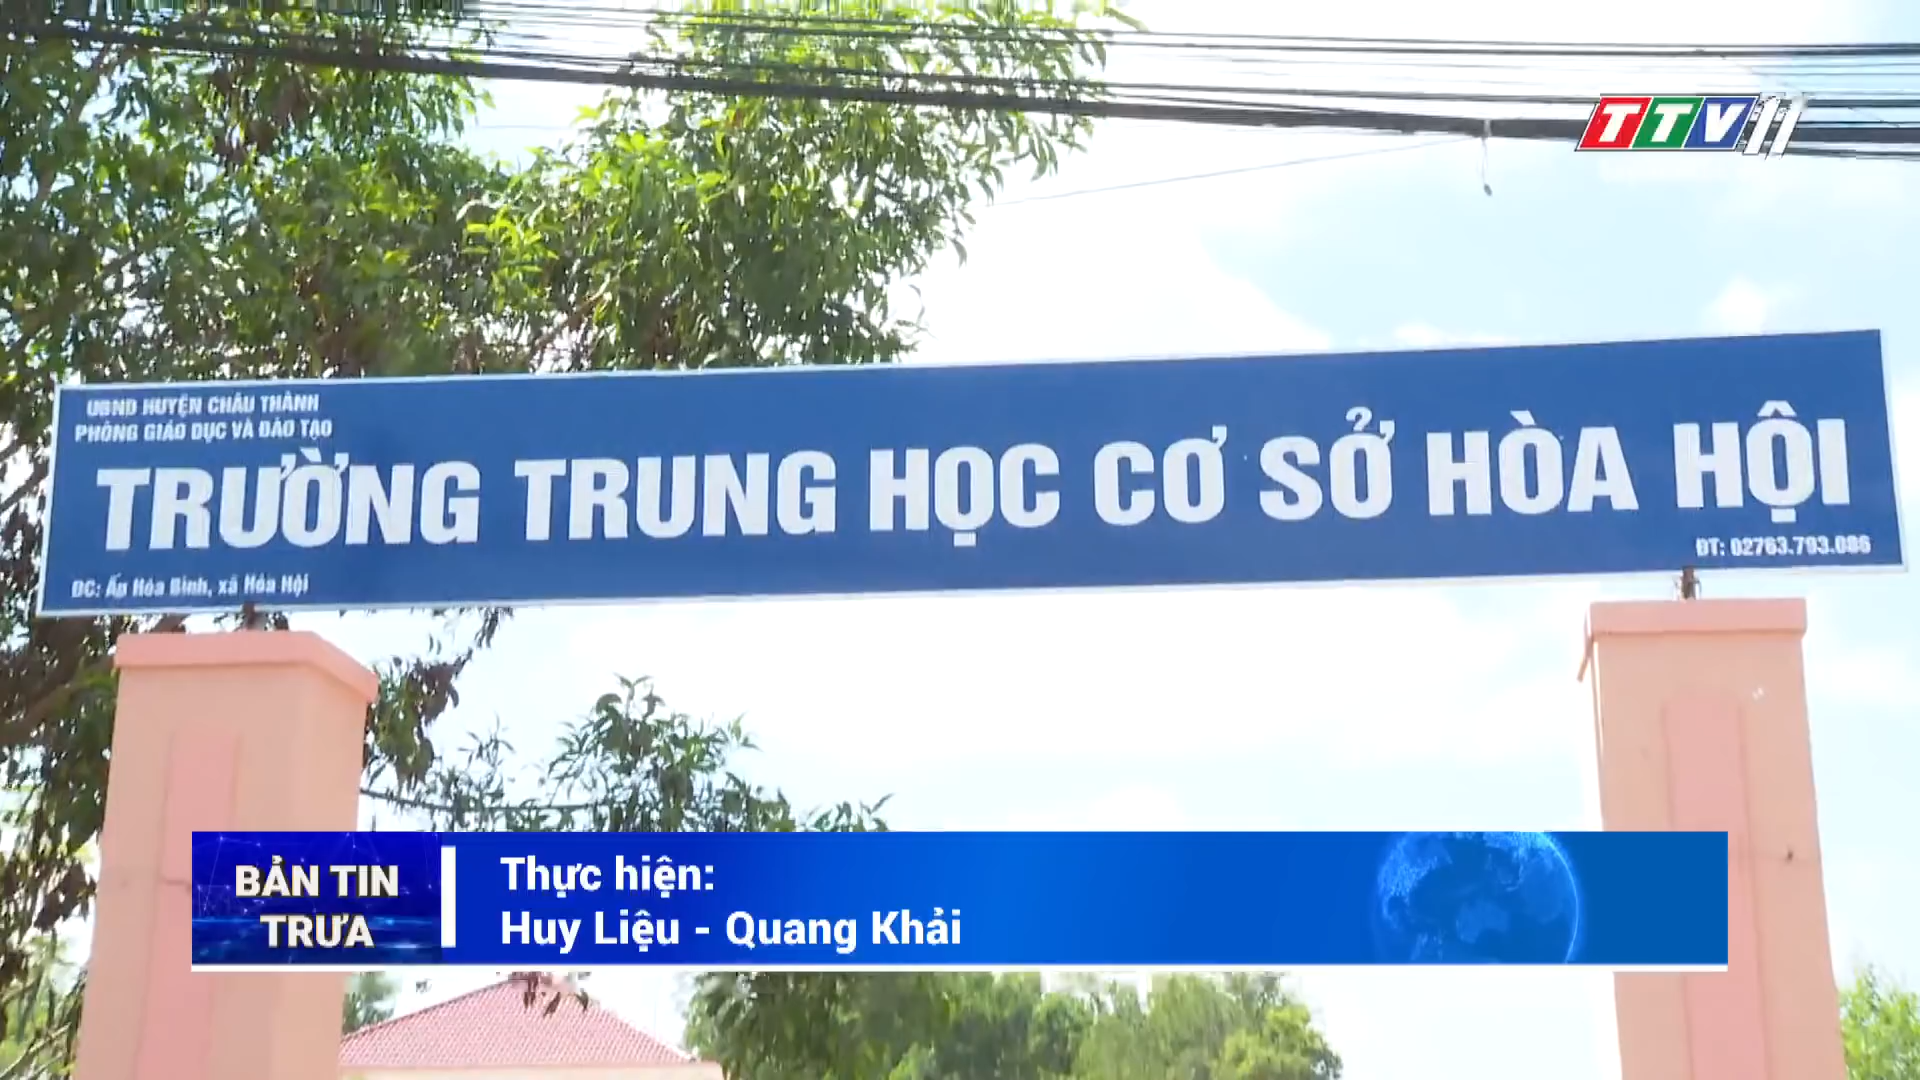 TTV11
UBND HUYỆN CHÂU THÀNH
PHÒNG GIÁO DỤC VÀ ĐÀO TẠO
TRƯỜNG TRUNG HỌC CƠ SỞ HÒA HỘI
ĐT: 02763.793.086
ĐC: Ấp Hòa Bình, xã Hòa Hội
BẢN TIN
TRƯA
Thực hiện:
Huy Liệu - Quang Khải